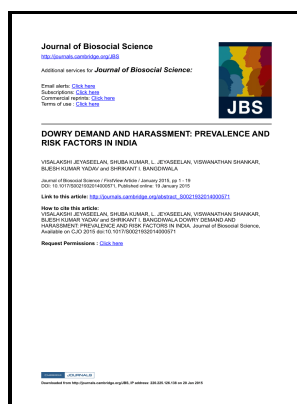 Journal of Biosocial Science
http://journals.cambridge.org/JBS
Additional services for Journal of Biosocial Science:
Email alerts: Click here
Subscriptions: Click here
Commercial reprints: Click here
Terms of use : Click here
JBS
DOWRY DEMAND AND HARASSMENT: PREVALENCE AND
RISK FACTORS IN INDIA
VISALAKSHI JEYASEELAN, SHUBA KUMAR, L. JEYASEELAN, VISWANATHAN SHANKAR,
BIJESH KUMAR YADAV and SHRIKANT I. BANGDIWALA
Journal of Biosocial Science / FirstView Article / January 2015, pp 1 - 19
DOI: 10.1017/S0021932014000571, Published online: 19 January 2015
Link to this article: http://journals.cambridge.org/abstract_S0021932014000571
How to cite this article:
VISALAKSHI JEYASEELAN, SHUBA KUMAR, L. JEYASEELAN, VISWANATHAN SHANKAR,
BIJESH KUMAR YADAV and SHRIKANT I. BANGDIWALA DOWRY DEMAND AND
HARASSMENT: PREVALENCE AND RISK FACTORS IN INDIA. Journal of Biosocial Science,
Available on CJO 2015 doi:10.1017/S0021932014000571
Request Permissions : Click here
JOURNALS
Downloaded from http://journals.cambridge.org/JBS, IP address: on 20 Jan 2015